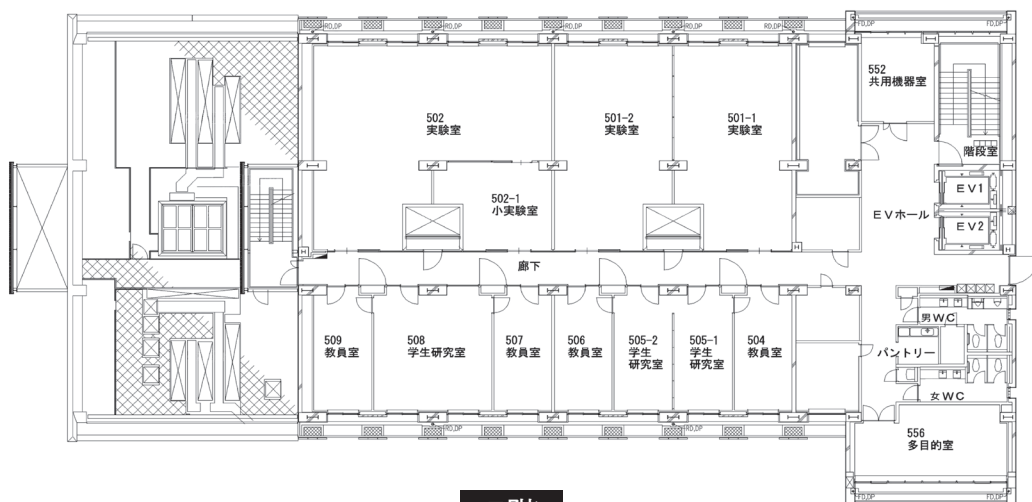 RD,DP
RD,DP
RD,DP
RD,DP
FD,DP
FD,DP
552
共用機器室
502
実験室
501-2
実験室
501-1
実験室
階段室
502-1
小実験室
EV1
EVホール
EV2
廊下
男WC
509
教員室
508
学生研究室
507
教員室
506
教員室
505-2
学生
研究室
505-1
学生
研究室
504
教員室
パントリー
女WC
RD,DP
RD,DP
556
多目的室
FD,DP
FD,DP